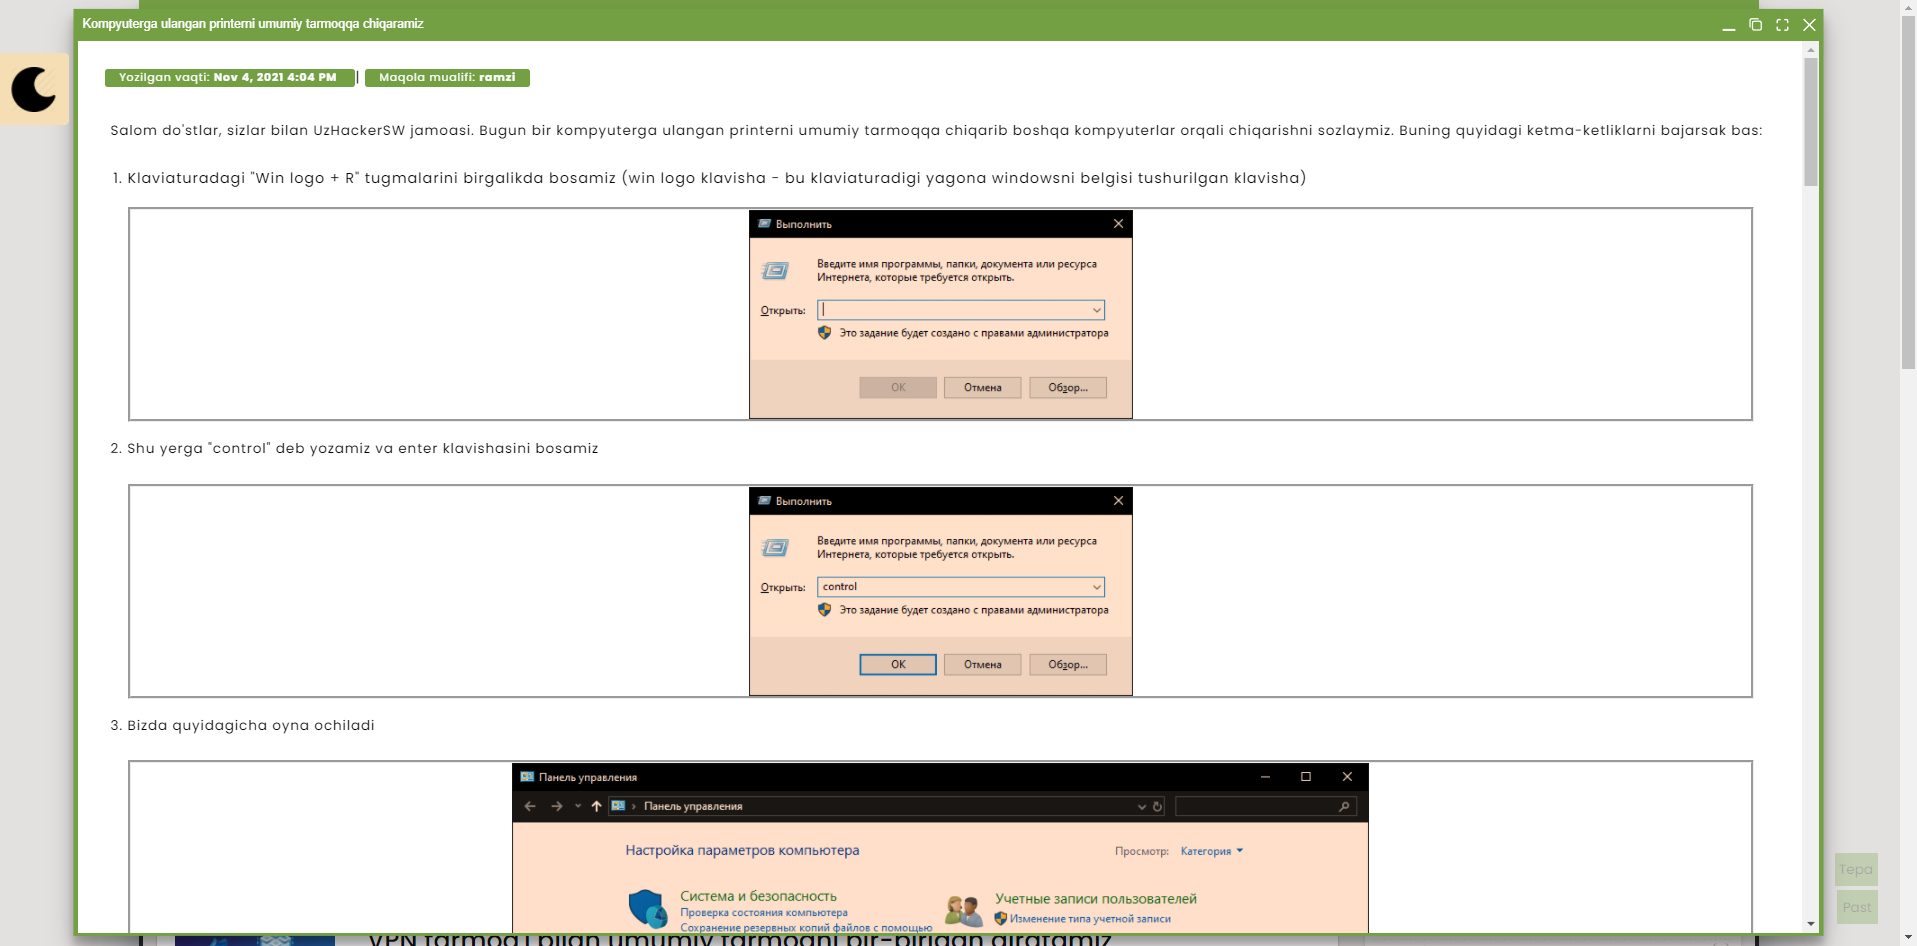 Kompyuterga ulangan printerni umumiy tarmoqqa chiqaramiz
Yozilgan vaqti: Nov 4, 2021 4:04 PM | Maqola mualifi: ramzi
Salom do'stlar, sizlar bilan UzHackerSW jamoasi. Bugun bir kompyuterga ulangan printerni umumiy tarmoqqa chiqarib boshqa kompyuterlar orqali chiqarishni sozlaymiz. Buning quyidagi ketma-ketliklarni bajarsak bas:
1. Klaviaturadagi "Win logo + R" tugmalarini birgalikda bosamiz (win logo klavisha - bu klaviaturadigi yagona windowsni belgisi tushurilgan klavisha)
Выполнить
Введите имя программы, папки, документа или ресурса
Интернета, которые требуется открыть.
Открыть:
Это задание будет создано с правами администратора
ОК Отмена Обзор...
2. Shu yerga "control" deb yozamiz va enter klavishasini bosamiz
Выполнить
Введите имя программы, папки, документа или ресурса
Интернета, которые требуется открыть.
Открыть: control
Это задание будет создано с правами администратора
ОК Отмена Обзор...
3. Bizda quyidagicha oyna ochiladi
Панель управления
Панель управления
Настройка параметров компьютера
Просмотр: Категория
Система и безопасность
Проверка состояния компьютера
Сохранение резервных копий файлов с помощью
Учетные записи пользователей
Изменение типа учетной записи
Tepa
Past
VPN tarmoq'i bilan umumiy tarmoqni bir-biridan ajratamiz